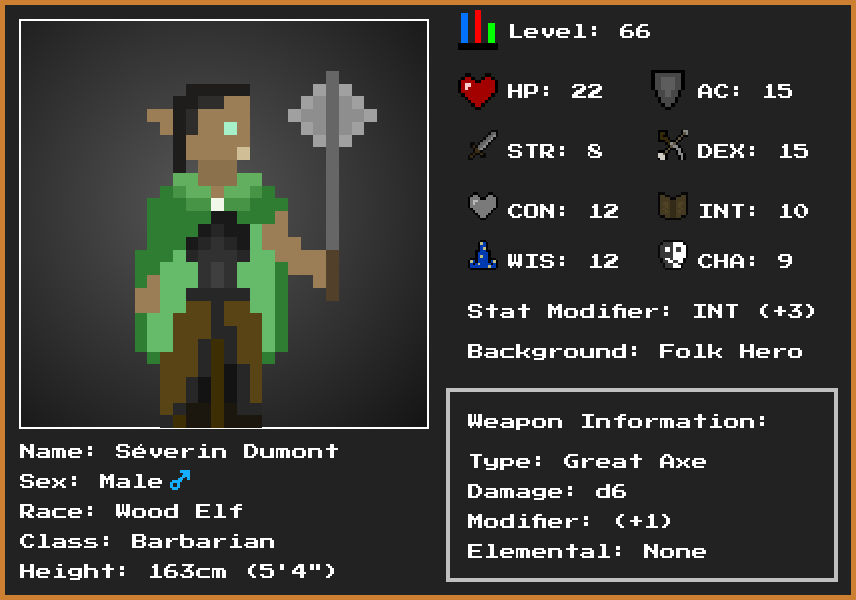 Level: 66
HP: 22
AC: 15
STR: 8
DEX: 15
CON: 12
INT: 10
WIS: 12
CHA: 9
Stat Modifier: INT (+3)
Background: Folk Hero
Weapon Information:
Type: Great Axe
Damage: d6
Modifier: (+1)
Elemental: None
Name: Séverin Dumont
Sex: Male♂
Race: Wood Elf
Class: Barbarian
Height: 163cm (5'4")